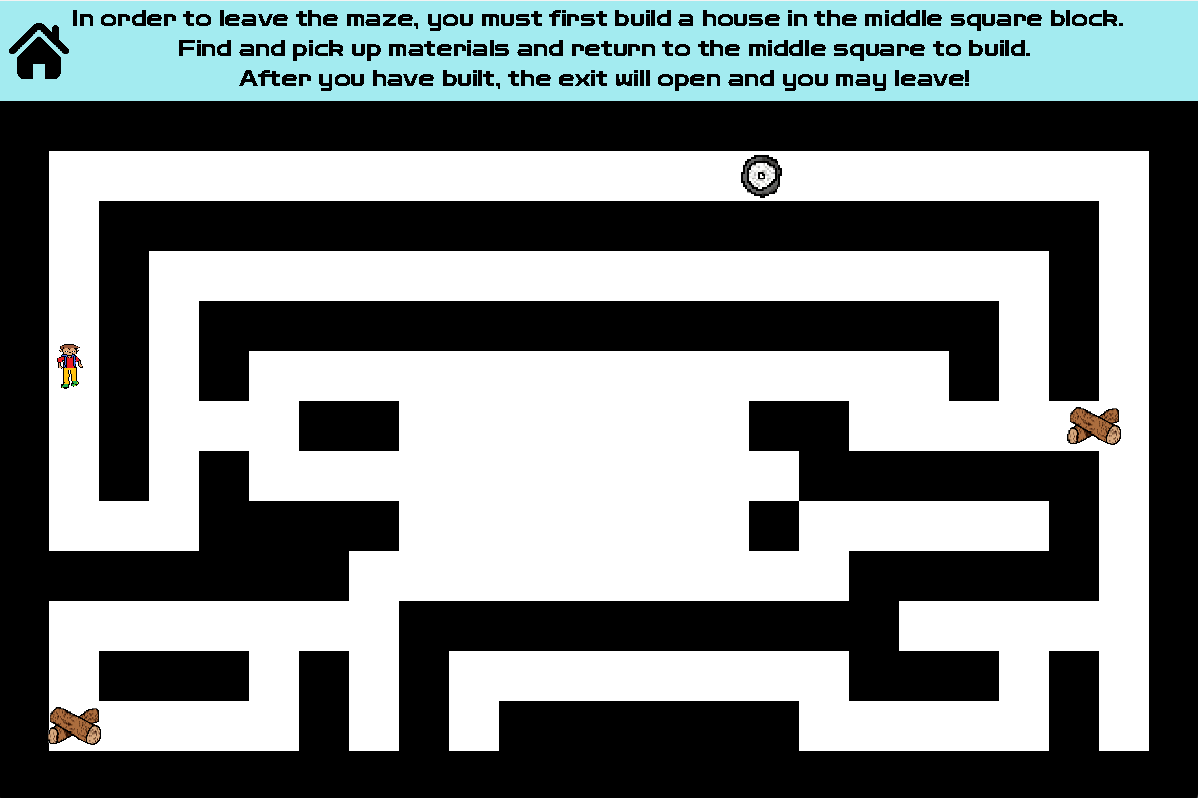 In order to leave the maze, you must first build a house in the middle square block.
Find and pick up materials and return to the middle square to build.
After you have built, the exit will open and you may leave!